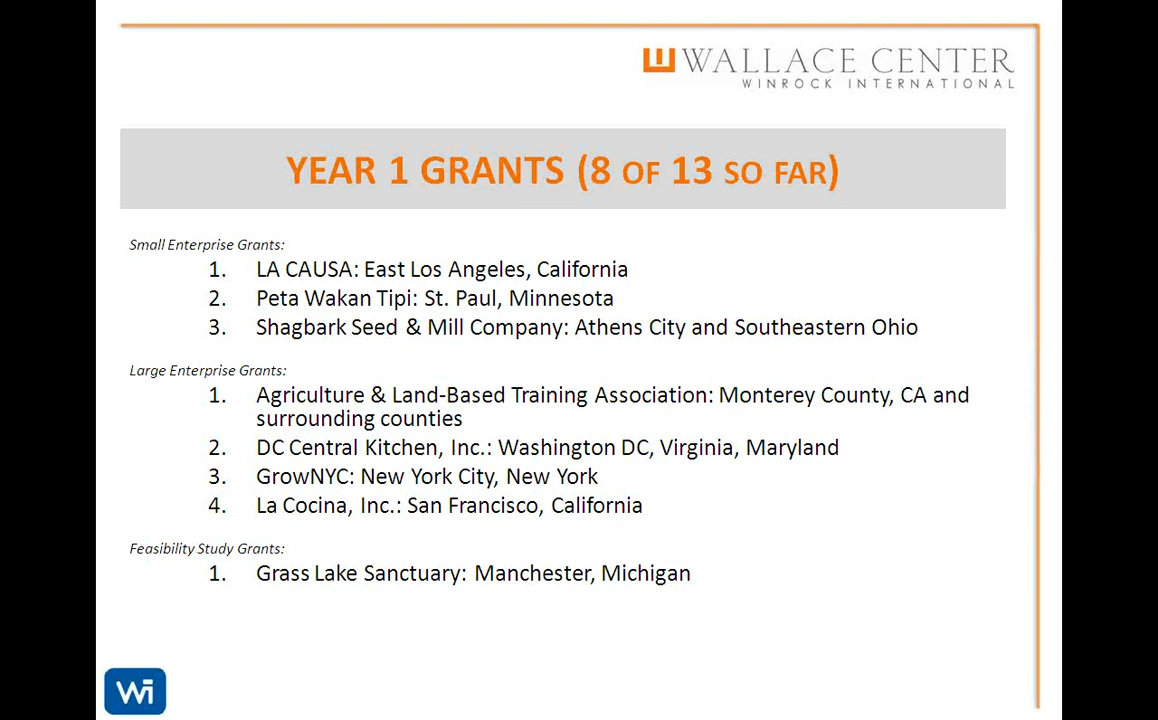 WALLACE CENTER
WINROCK INTERNATIONAL
YEAR 1 GRANTS (8 OF 13 SO FAR)
Small Enterprise Grants:
1. LA CAUSA: East Los Angeles, California
2. Peta Wakan Tipi: St. Paul, Minnesota
3. Shagbark Seed & Mill Company: Athens City and Southeastern Ohio
Large Enterprise Grants:
1. Agriculture & Land-Based Training Association: Monterey County, CA and
surrounding counties
2. DC Central Kitchen, Inc.: Washington DC, Virginia, Maryland
3. GrowNYC: New York City, New York
4. La Cocina, Inc.: San Francisco, California
Feasibility Study Grants:
1. Grass Lake Sanctuary: Manchester, Michigan
Wi